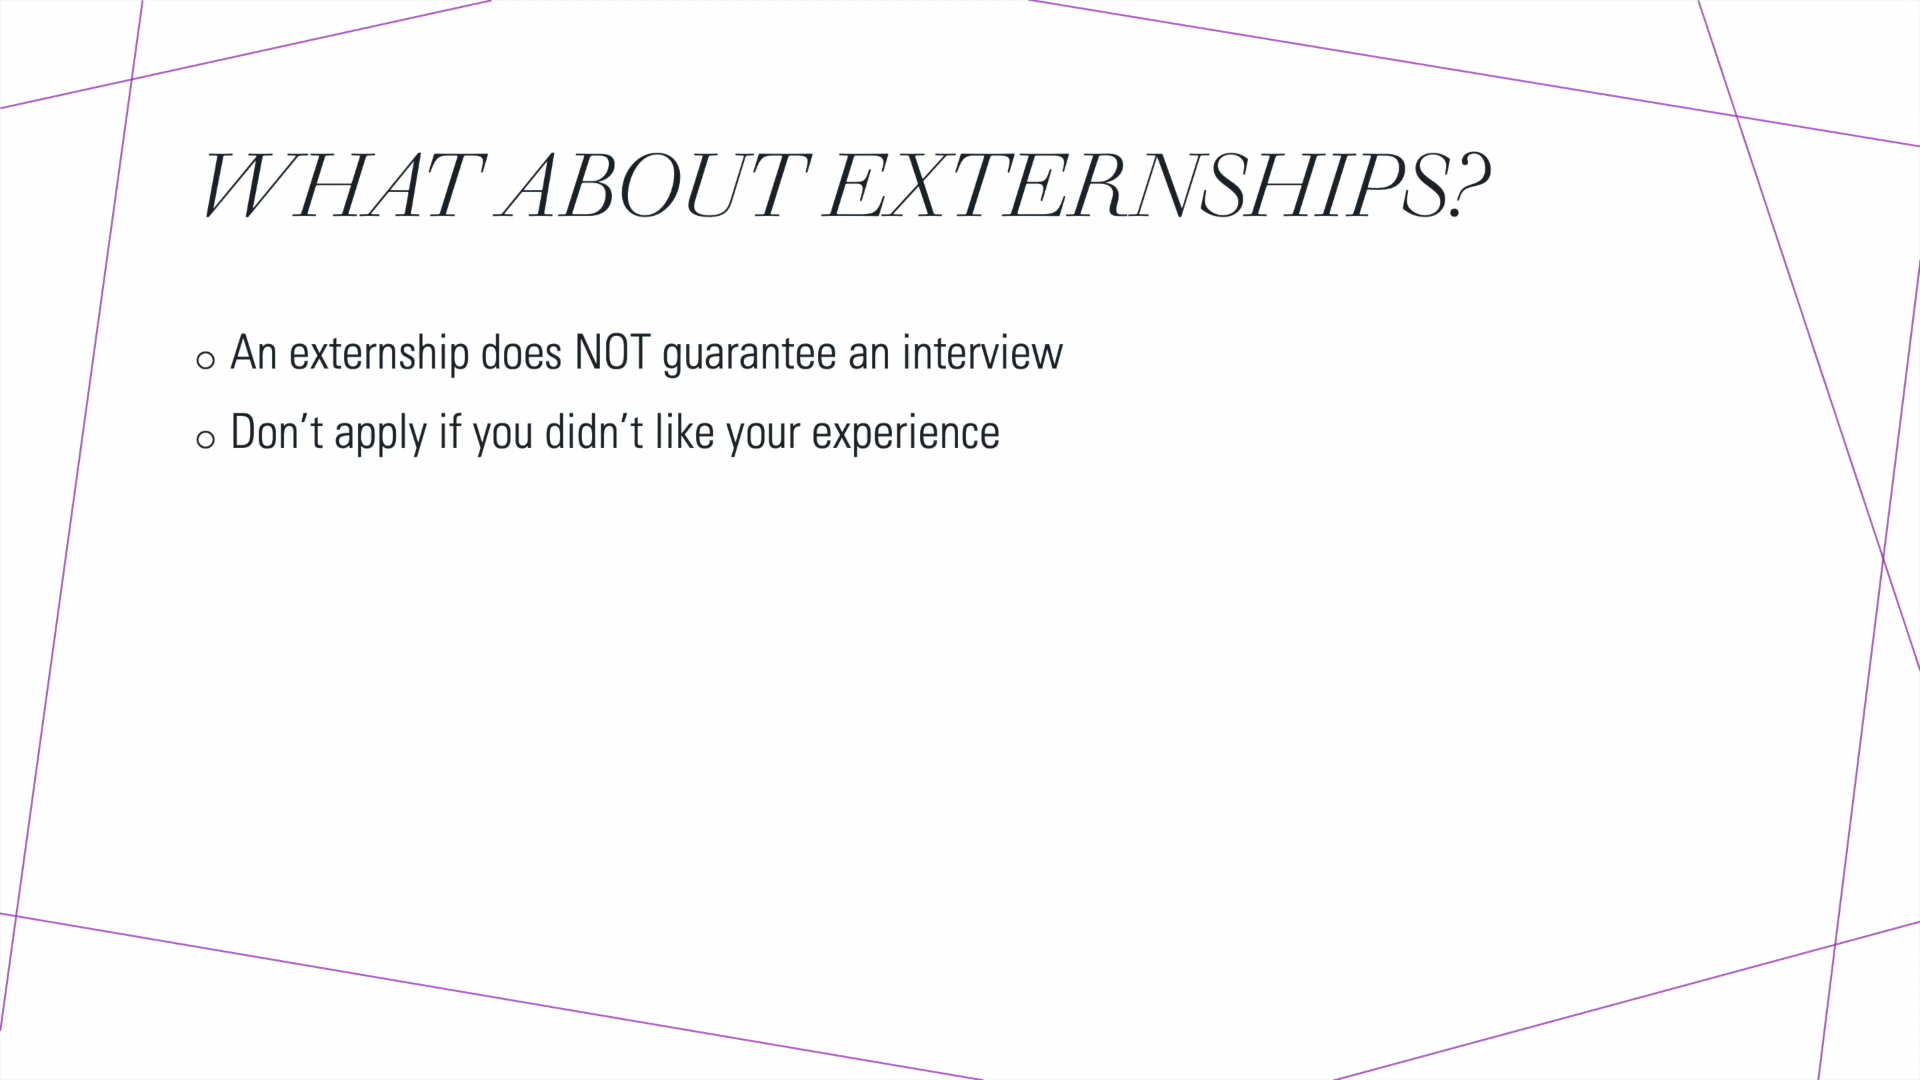 WHAT ABOUT EXTERNSHIPS?
An externship does NOT guarantee an interview
Don’t apply if you didn’t like your experience